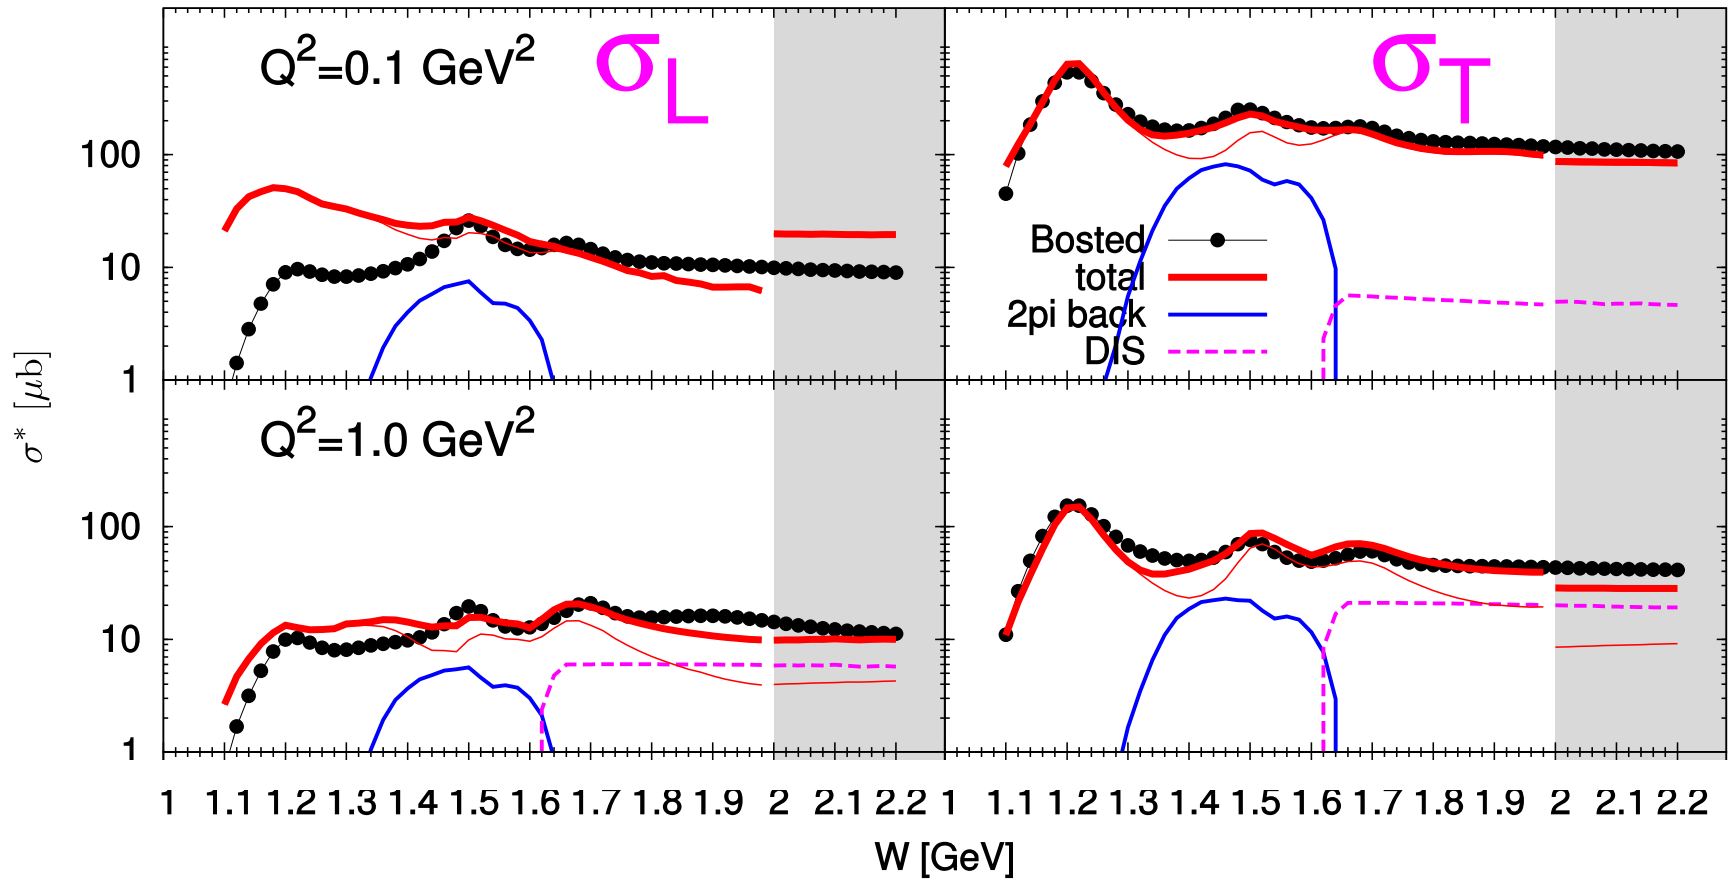 Q²=0.1 GeV²
σL
σT
100
10
1
Bosted
total
2pi back
DIS
σ* [μb]
Q²=1.0 GeV²
100
10
1
1 1.1 1.2 1.3 1.4 1.5 1.6 1.7 1.8 1.9 2 2.1 2.2 1.1 1.2 1.3 1.4 1.5 1.6 1.7 1.8 1.9 2 2.1 2.2
W [GeV]